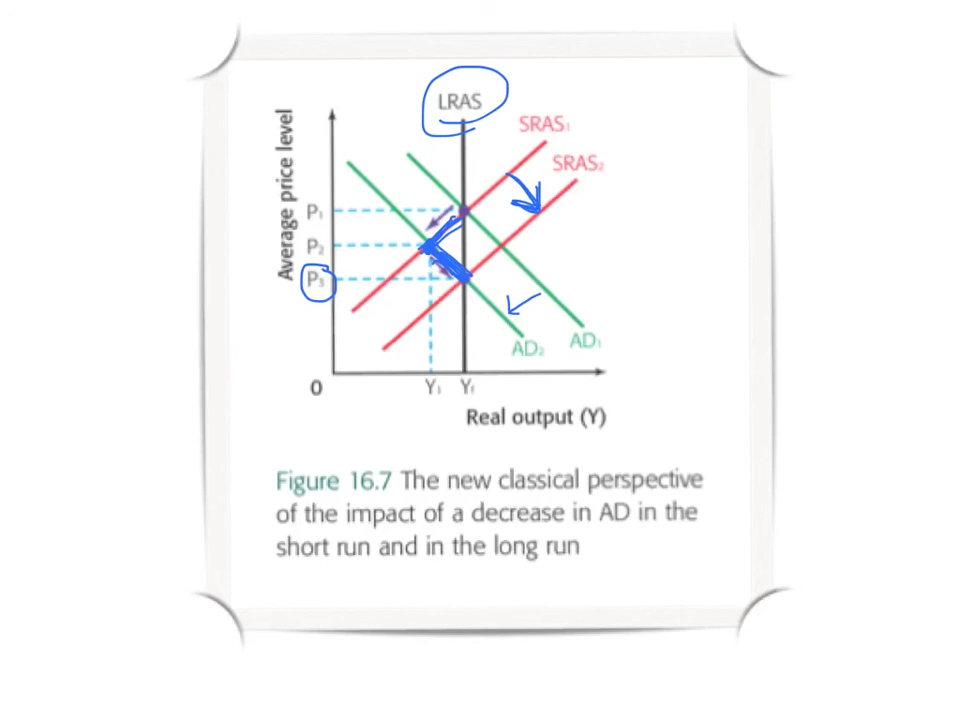 LRAS
SRAS₁
SRAS₂
Average price level
P₁
P₂
P₃
AD₂
AD₁
0
Y₁ Yf
Real output (Y)
Figure 16.7 The new classical perspective
of the impact of a decrease in AD in the
short run and in the long run